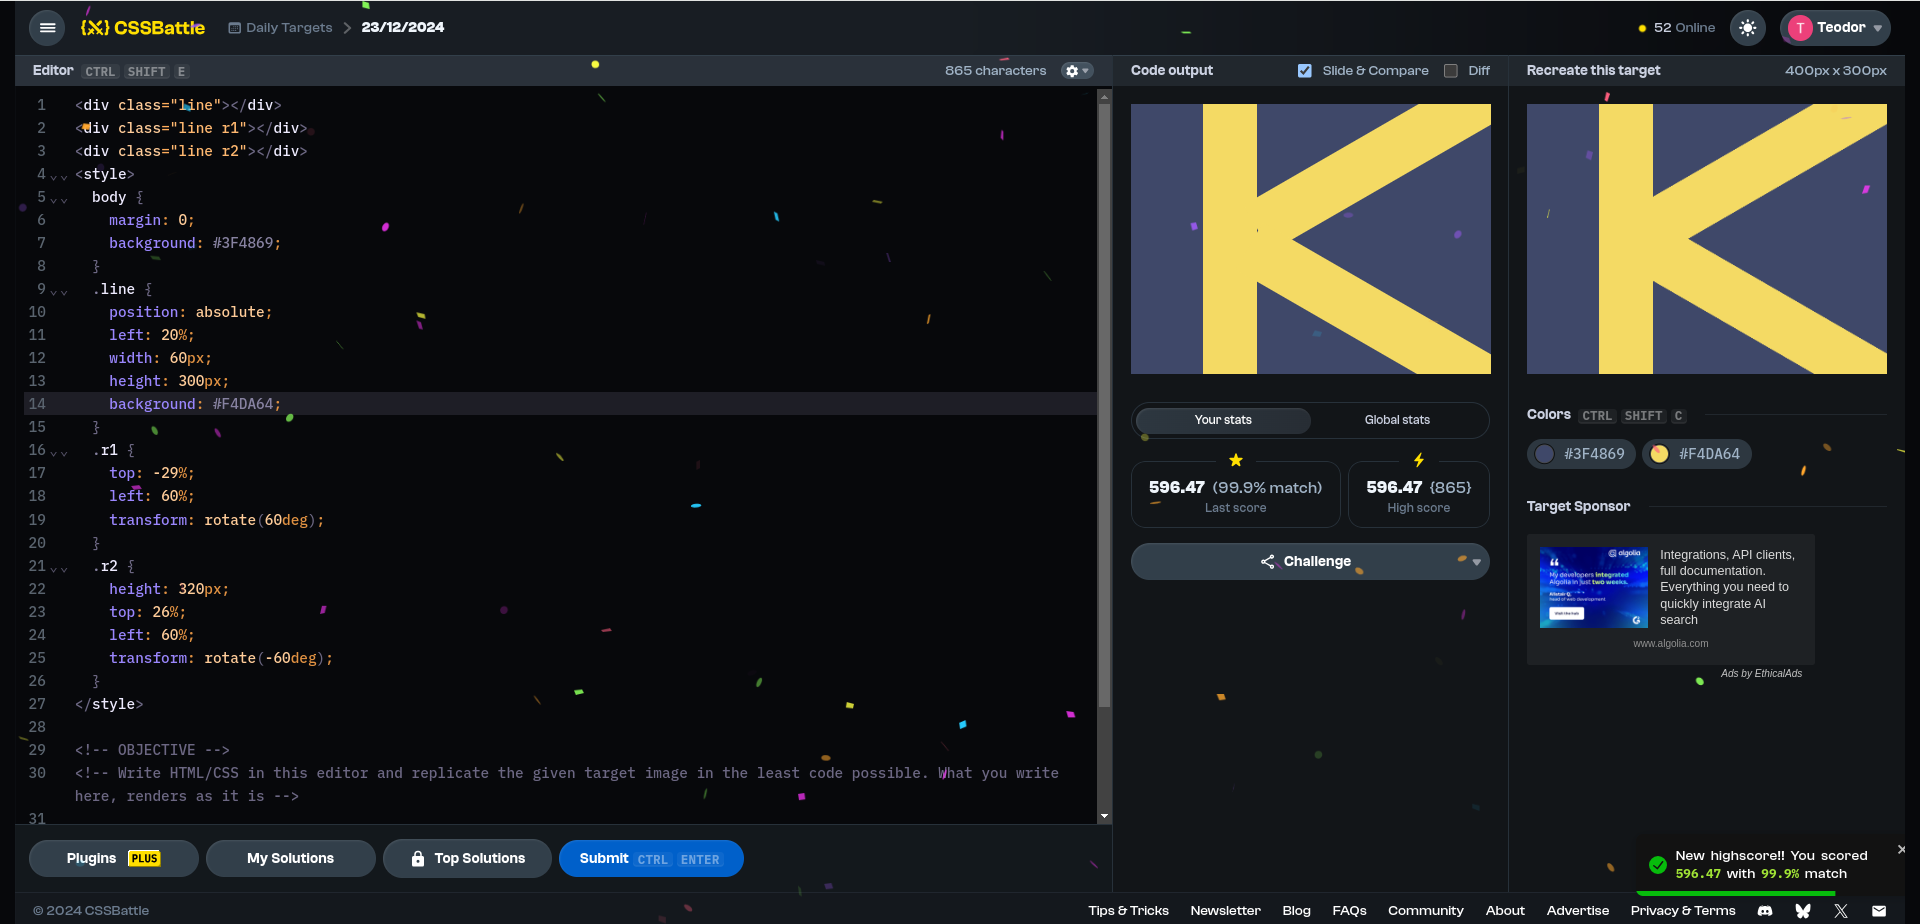 CSSBattle
Daily Targets
23/12/2024
52 Online
T
Teodor
Editor CTRL SHIFT E
865 characters
1 <div class="line"></div>
2 <div class="line r1"></div>
3 <div class="line r2"></div>
4 <style>
5 body {
6 margin: 0;
7 background: #3F4869;
8 }
9 .line {
10 position: absolute;
11 left: 20%;
12 width: 60px;
13 height: 300px;
14 background: #F4DA64;
15 }
16 .r1 {
17 top: -29%;
18 left: 60%;
19 transform: rotate(60deg);
20 }
21 .r2 {
22 height: 320px;
23 top: 26%;
24 left: 60%;
25 transform: rotate(-60deg);
26 }
27 </style>
28
29 <!-- OBJECTIVE -->
30 <!-- Write HTML/CSS in this editor and replicate the given target image in the least code possible. What you write
here, renders as it is -->
31
Plugins PLUS
My Solutions
Top Solutions
Submit CTRL ENTER
Code output
Slide & Compare
Diff
Your stats
Global stats
596.47 (99.9% match)
Last score
596.47 {865}
High score
Challenge
Recreate this target
400px x 300px
Colors CTRL SHIFT C
#3F4869
#F4DA64
Target Sponsor
algolia
My developers integrated
Algolia in just two weeks.
Integrations, API clients,
full documentation.
Everything you need to
quickly integrate AI
search
www.algolia.com
Ads by EthicalAds
New highscore!! You scored
596.47 with 99.9% match
© 2024 CSSBattle
Tips & Tricks
Newsletter
Blog
FAQs
Community
About
Advertise
Privacy & Terms